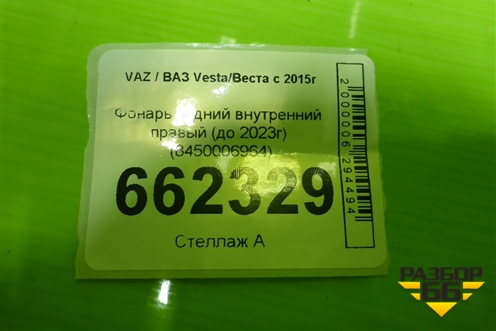 VAZ / ВАЗ Vesta/Веста с 2015г
Фонарь задний внутренний
правый (до 2023г)
(8450006964)
662329
Стеллаж А
2000006294494
РАЗБОР
66